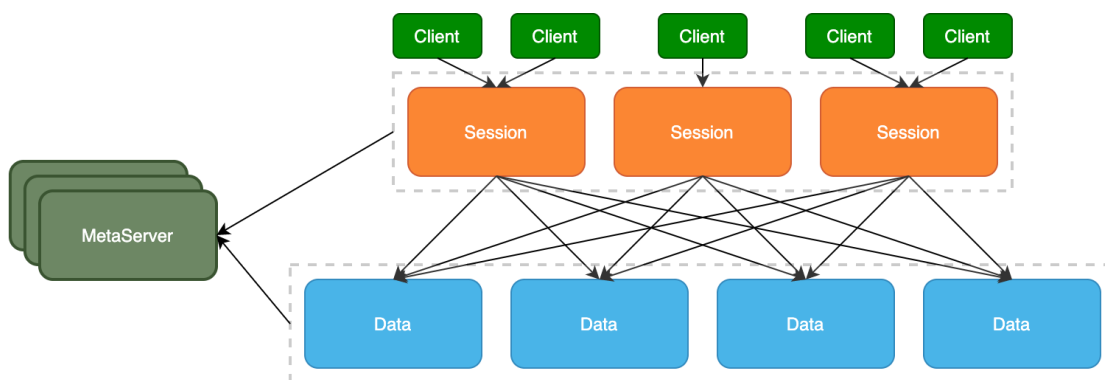 Client
Client
Client
Client
Client
Session
Session
Session
MetaServer
Data
Data
Data
Data